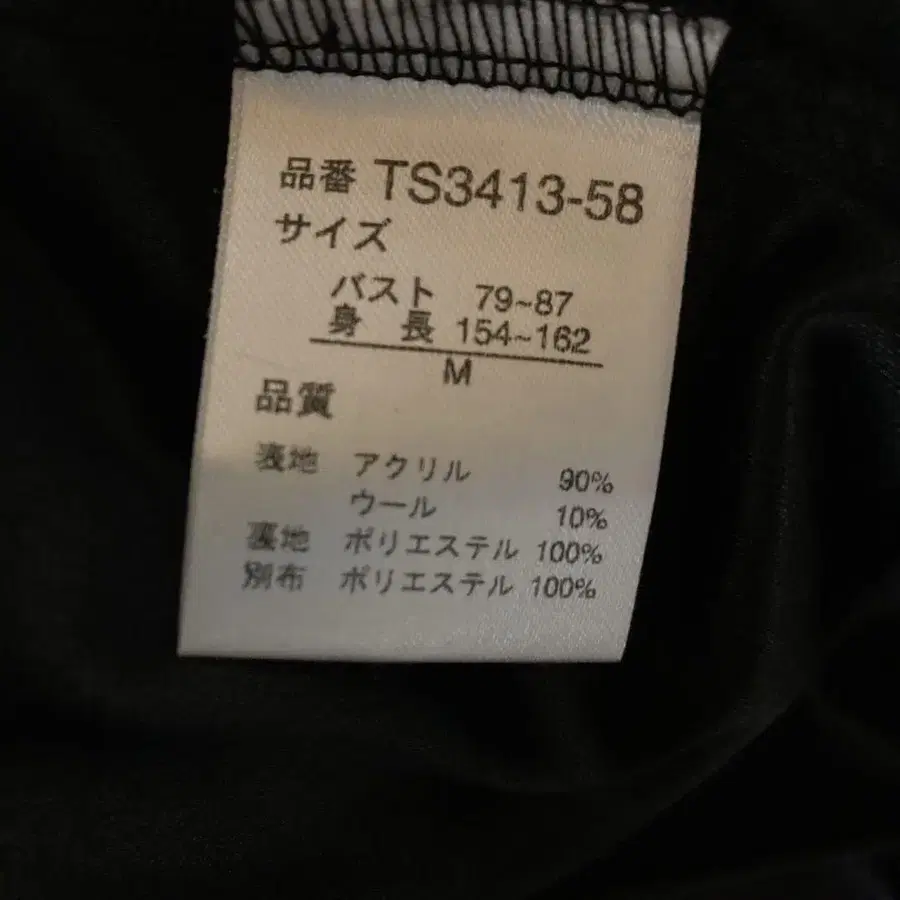 品番 TS3413-58
サイズ
バスト 79~87
身 長 154~162
M
品質
表地 アクリル 90%
ウール 10%
裏地 ポリエステル 100%
別布 ポリエステル 100%